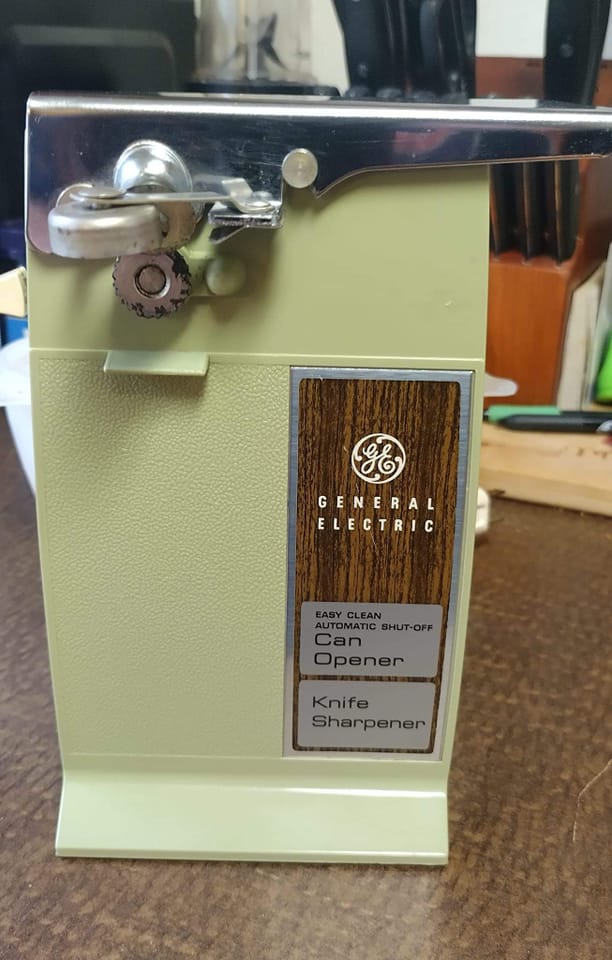 GE
GENERAL
ELECTRIC
EASY CLEAN
AUTOMATIC SHUT-OFF
Can
Opener
Knife
Sharpener